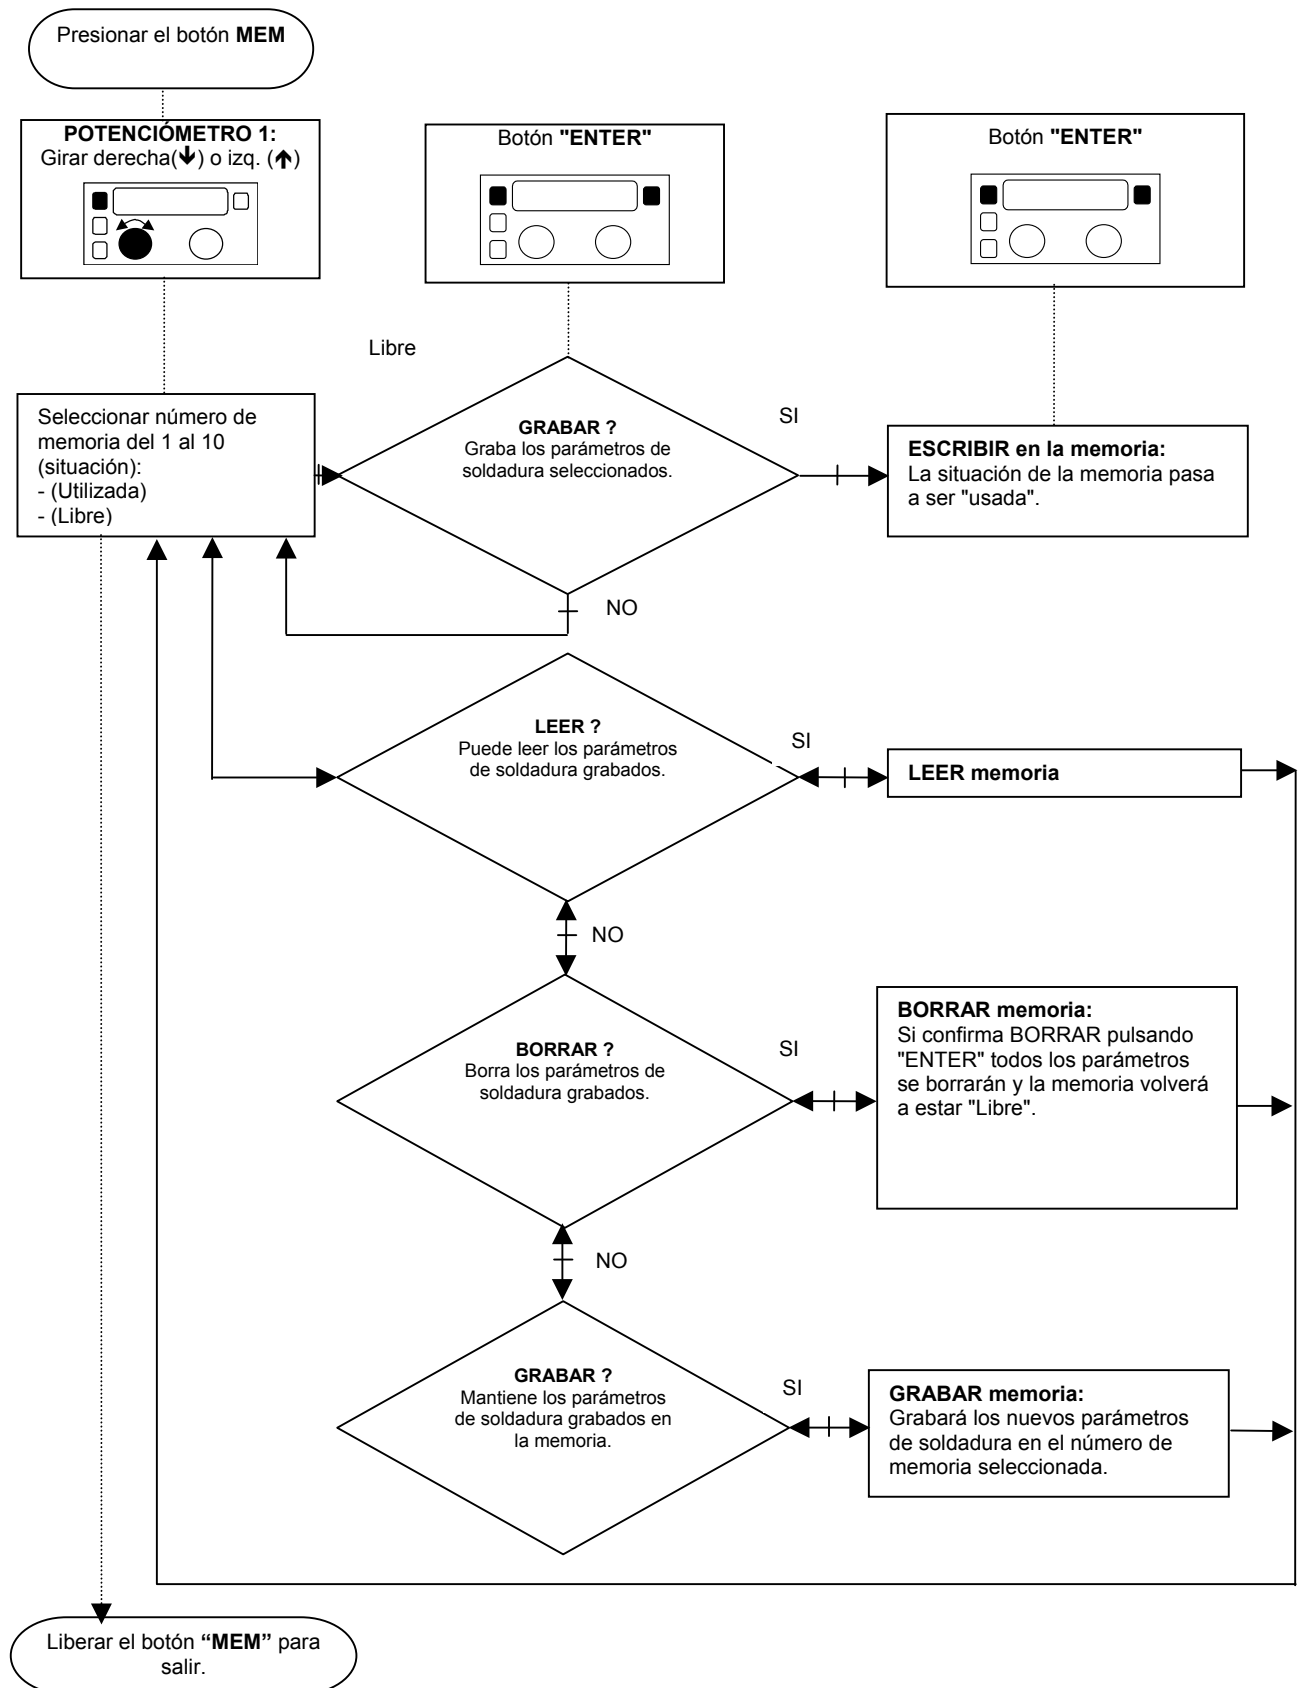 Presionar el botón MEM
POTENCIÓMETRO 1:
Girar derecha(↓) o izq. (↑)
Botón "ENTER"
Botón "ENTER"
Libre
Seleccionar número de
memoria del 1 al 10
(situación):
- (Utilizada)
- (Libre)
GRABAR ?
Graba los parámetros de
soldadura seleccionados.
SI
ESCRIBIR en la memoria:
La situación de la memoria pasa
a ser "usada".
NO
LEER ?
Puede leer los parámetros
de soldadura grabados.
SI
LEER memoria
NO
BORRAR ?
Borra los parámetros de
soldadura grabados.
SI
BORRAR memoria:
Si confirma BORRAR pulsando
"ENTER" todos los parámetros
se borrarán y la memoria volverá
a estar "Libre".
NO
GRABAR ?
Mantiene los parámetros
de soldadura grabados en
la memoria.
SI
GRABAR memoria:
Grabará los nuevos parámetros
de soldadura en el número de
memoria seleccionada.
Liberar el botón “MEM” para
salir.